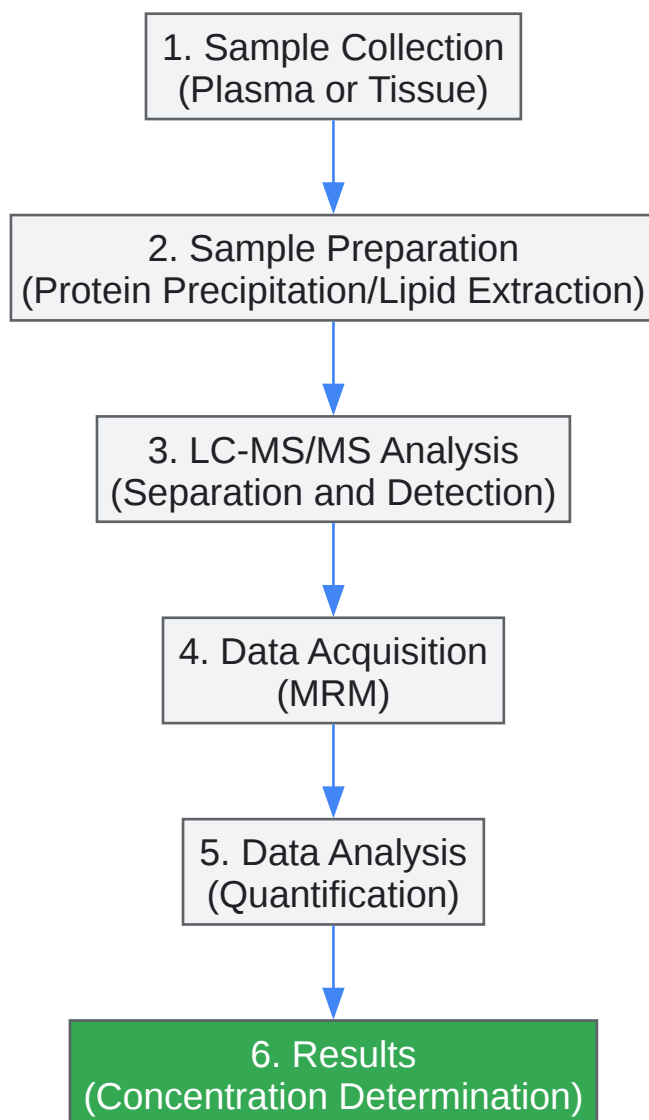 1. Sample Collection
(Plasma or Tissue)
2. Sample Preparation
(Protein Precipitation/Lipid Extraction)
3. LC-MS/MS Analysis
(Separation and Detection)
4. Data Acquisition
(MRM)
5. Data Analysis
(Quantification)
6. Results
(Concentration Determination)